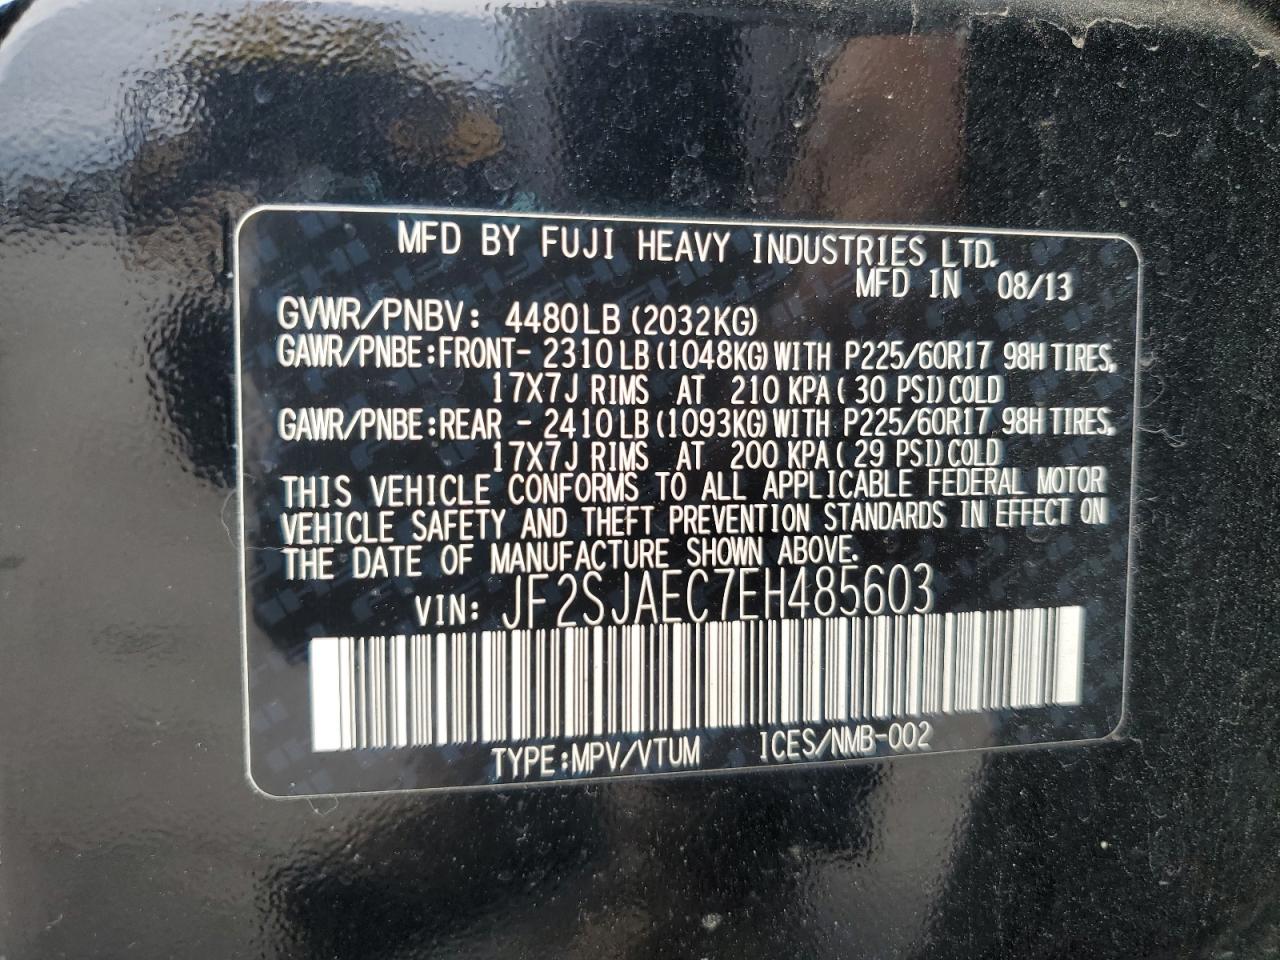 MFD BY FUJI HEAVY INDUSTRIES LTD.
MFD IN 08/13
GVWR/PNBV: 4480LB (2032KG)
GAWR/PNBE:FRONT- 2310LB (1048KG) WITH P225/60R17 98H TIRES,
17X7J RIMS AT 210 KPA ( 30 PSI) COLD
GAWR/PNBE:REAR - 2410LB (1093KG) WITH P225/60R17 98H TIRES,
17X7J RIMS AT 200 KPA ( 29 PSI) COLD
THIS VEHICLE CONFORMS TO ALL APPLICABLE FEDERAL MOTOR
VEHICLE SAFETY AND THEFT PREVENTION STANDARDS IN EFFECT ON
THE DATE OF MANUFACTURE SHOWN ABOVE.
VIN: JF2SJAEC7EH485603
TYPE:MPV/VTUM ICES/NMB-002